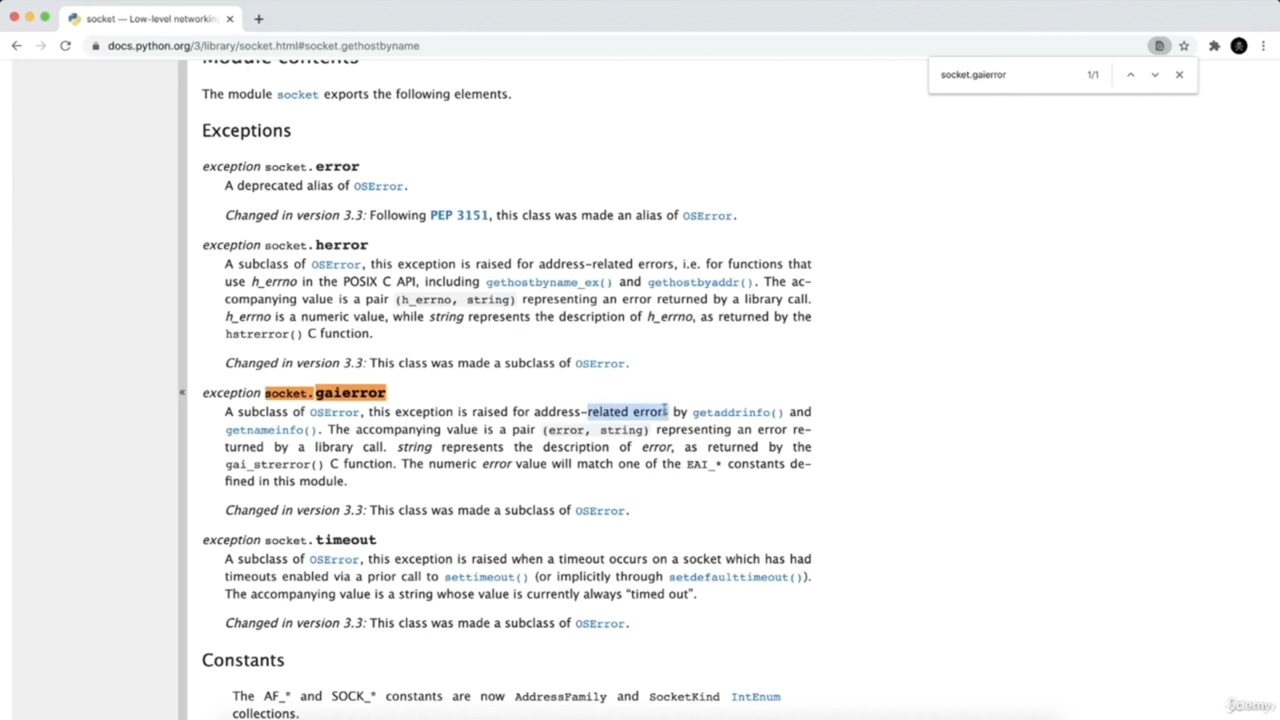 socket — Low-level networking
docs.python.org/3/library/socket.html#socket.gethostbyname
socket.gaierror 1/1
Module contents
The module socket exports the following elements.
Exceptions
exception socket.error
A deprecated alias of OSError.
Changed in version 3.3: Following PEP 3151, this class was made an alias of OSError.
exception socket.herror
A subclass of OSError, this exception is raised for address-related errors, i.e. for functions that
use h_errno in the POSIX C API, including gethostbyname_ex() and gethostbyaddr(). The ac-
companying value is a pair (h_errno, string) representing an error returned by a library call.
h_errno is a numeric value, while string represents the description of h_errno, as returned by the
hstrerror() C function.
Changed in version 3.3: This class was made a subclass of OSError.
«
exception socket.gaierror
A subclass of OSError, this exception is raised for address-related errors by getaddrinfo() and
getnameinfo(). The accompanying value is a pair (error, string) representing an error re-
turned by a library call. string represents the description of error, as returned by the
gai_strerror() C function. The numeric error value will match one of the EAI_* constants de-
fined in this module.
Changed in version 3.3: This class was made a subclass of OSError.
exception socket.timeout
A subclass of OSError, this exception is raised when a timeout occurs on a socket which has had
timeouts enabled via a prior call to settimeout() (or implicitly through setdefaulttimeout()).
The accompanying value is a string whose value is currently always “timed out”.
Changed in version 3.3: This class was made a subclass of OSError.
Constants
The AF_* and SOCK_* constants are now AddressFamily and SocketKind IntEnum
collections.
Udemy